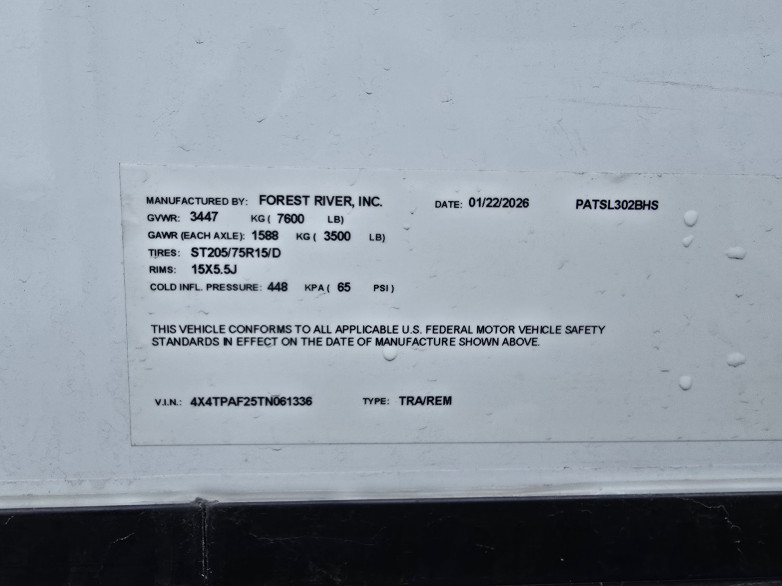 MANUFACTURED BY: FOREST RIVER, INC. DATE: 01/22/2026 PATSL302BHS
GVWR: 3447 KG ( 7600 LB)
GAWR (EACH AXLE): 1588 KG ( 3500 LB)
TIRES: ST205/75R15/D
RIMS: 15X5.5J
COLD INFL. PRESSURE: 448 KPA ( 65 PSI )
THIS VEHICLE CONFORMS TO ALL APPLICABLE U.S. FEDERAL MOTOR VEHICLE SAFETY
STANDARDS IN EFFECT ON THE DATE OF MANUFACTURE SHOWN ABOVE.
V.I.N.: 4X4TPAF25TN061336 TYPE: TRA/REM